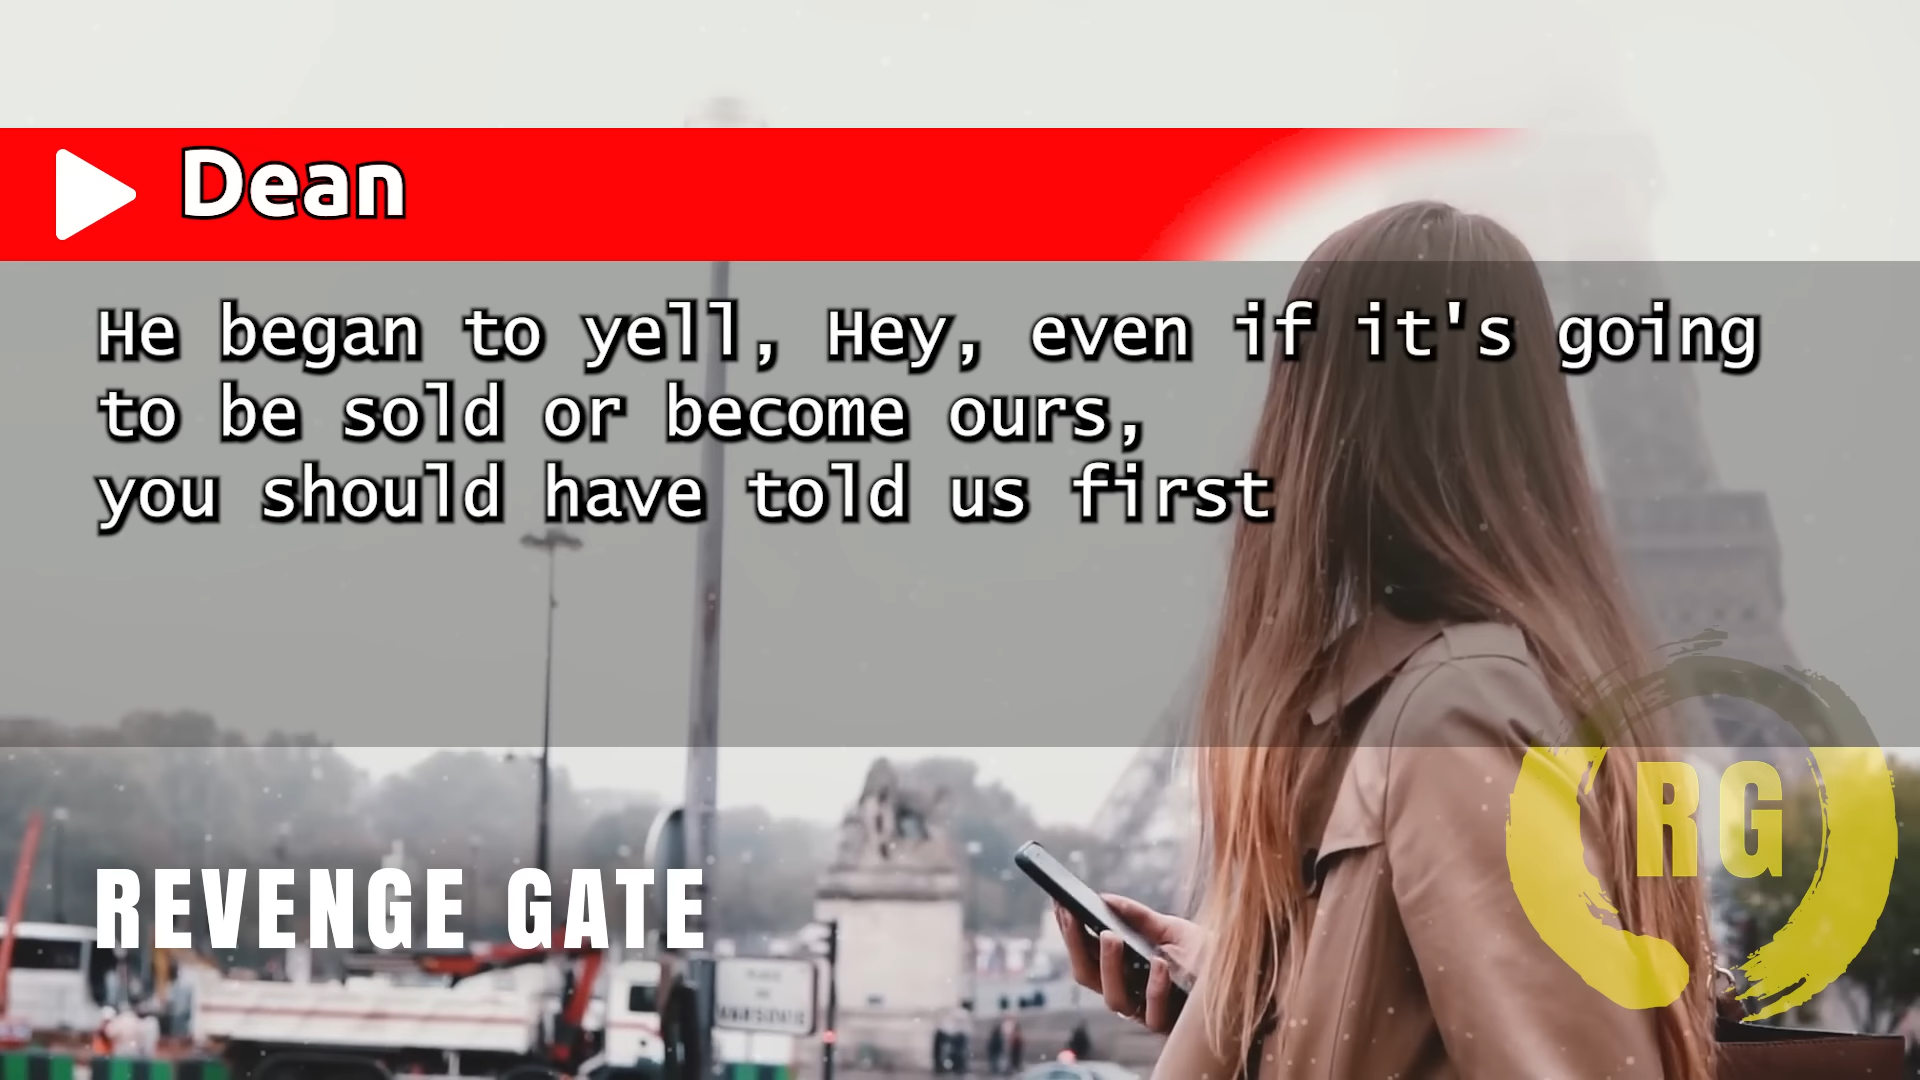 Dean
He began to yell, Hey, even if it's going
to be sold or become ours,
you should have told us first
RG
REVENGE GATE
VARSOVIE